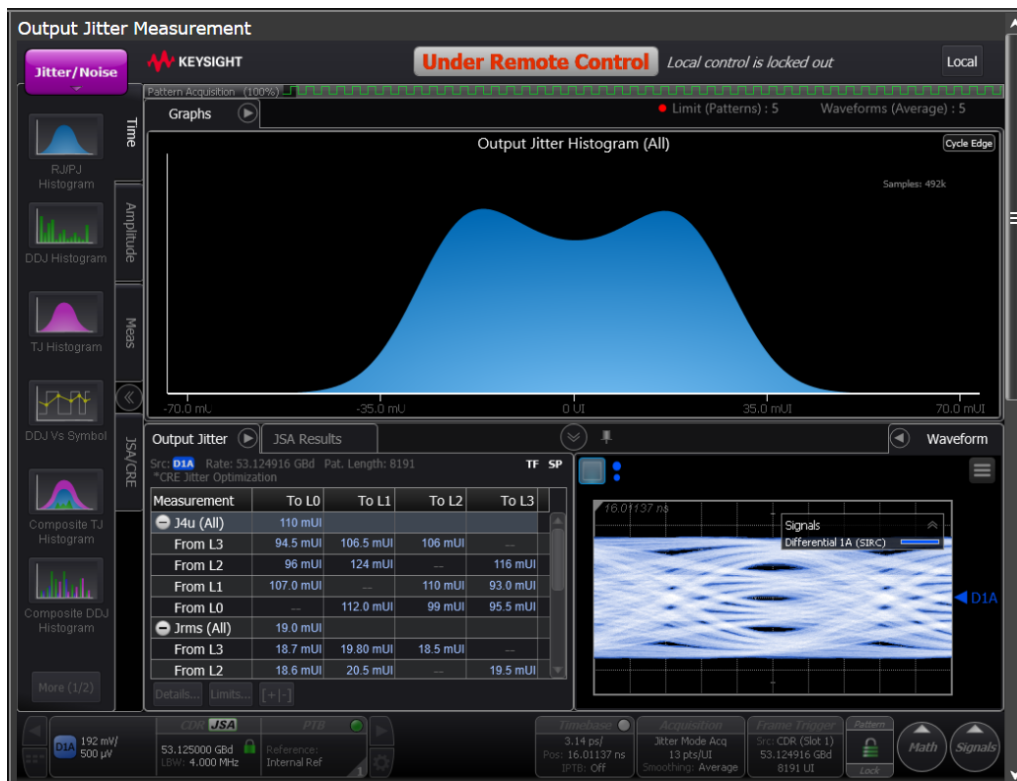 Output Jitter Measurement
Jitter/Noise
KEYSIGHT
Under Remote Control
Local control is locked out
Local
Pattern Acquisition (100%)
Graphs
Limit (Patterns) : 5
Waveforms (Average) : 5
Time
Amplitude
Meas
JSA/CRE
RJ/PJ
Histogram
DDJ Histogram
TJ Histogram
DDJ Vs Symbol
Composite TJ
Histogram
Composite DDJ
Histogram
More (1/2)
Output Jitter Histogram (All)
Cycle Edge
Samples: 492k
-70.0 mU
-35.0 mU
0 UI
35.0 mUI
70.0 mUI
Output Jitter
JSA Results
Waveform
Src: D1A Rate: 53.124916 GBd Pat. Length: 8191 TF SP
*CRE Jitter Optimization
Measurement To L0 To L1 To L2 To L3
J4u (All) 110 mUI
From L3 94.5 mUI 106.5 mUI 106 mUI ---
From L2 96 mUI 124 mUI --- 116 mUI
From L1 107.0 mUI --- 110 mUI 93.0 mUI
From L0 --- 112.0 mUI 99 mUI 95.5 mUI
Jrms (All) 19.0 mUI
From L3 18.7 mUI 19.80 mUI 18.5 mUI ---
From L2 18.6 mUI 20.5 mUI --- 19.5 mUI
Details... Limits... [+|-]
16.01137 ns
Signals
Differential 1A (SIRC)
D1A
D1A
192 mV/
500 µV
CDR JSA
53.125000 GBd
LBW: 4.000 MHz
PTB
Reference:
Internal Ref
1
Timebase
3.14 ps/
Pos: 16.01137 ns
IPTB: Off
Acquisition
Jitter Mode Acq
13 pts/UI
Smoothing: Average
Frame Trigger
Src: CDR (Slot 1)
53.124916 GBd
8191 UI
Pattern
Lock
Math
Signals